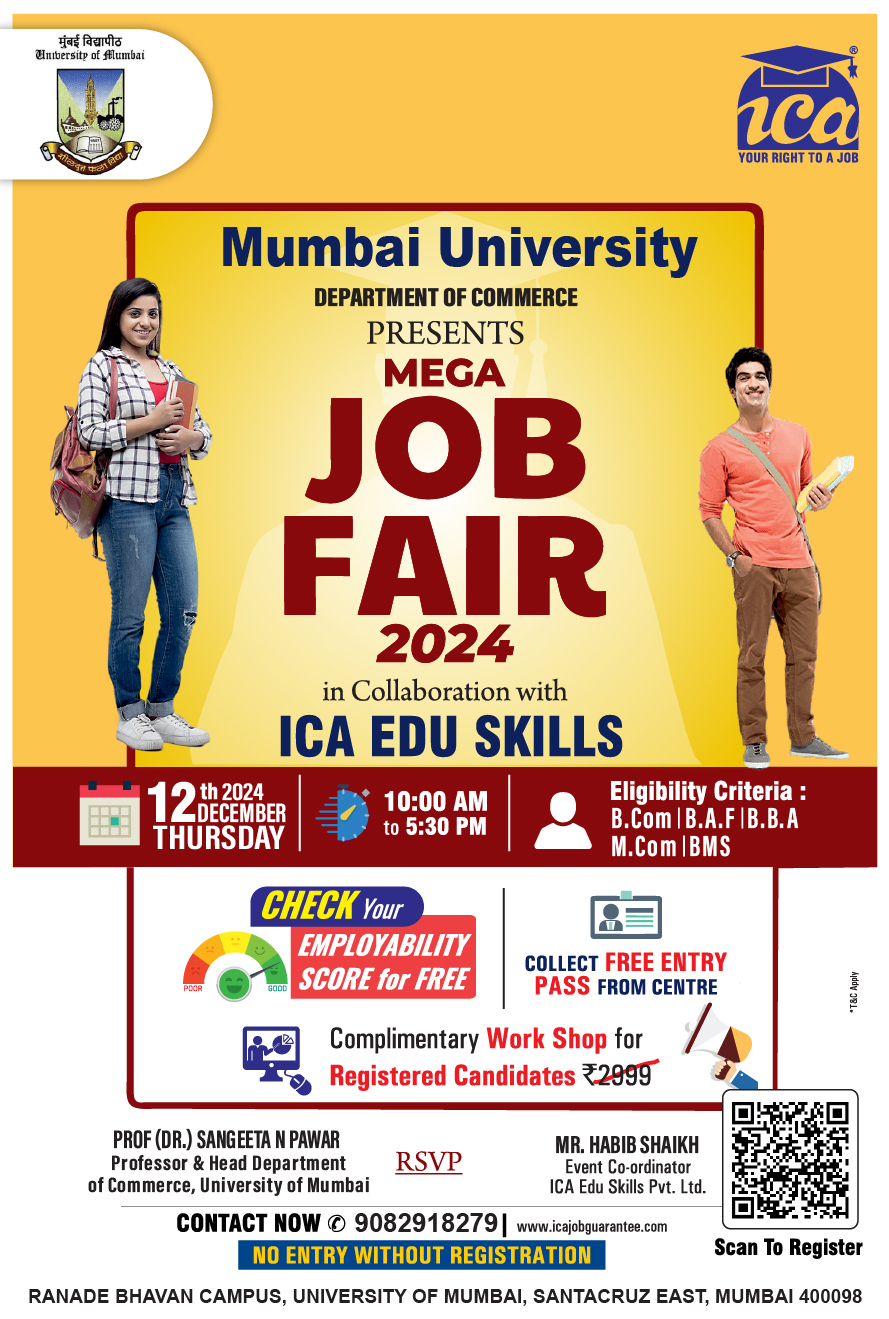 मुंबई विद्यापीठ
University of Mumbai
शीलवृत्तफला विद्या
ica®
YOUR RIGHT TO A JOB
Mumbai University
DEPARTMENT OF COMMERCE
PRESENTS
MEGA
JOB
FAIR
2024
in Collaboration with
ICA EDU SKILLS
12th 2024
DECEMBER
THURSDAY
10:00 AM
to 5:30 PM
Eligibility Criteria :
B.Com | B.A.F | B.B.A
M.Com | BMS
CHECK Your
EMPLOYABILITY
SCORE for FREE
POOR
GOOD
COLLECT FREE ENTRY
PASS FROM CENTRE
*T&C Apply
Complimentary Work Shop for
Registered Candidates ₹2999
PROF (DR.) SANGEETA N PAWAR
Professor & Head Department
of Commerce, University of Mumbai
RSVP
MR. HABIB SHAIKH
Event Co-ordinator
ICA Edu Skills Pvt. Ltd.
CONTACT NOW ✆ 9082918279 | www.icajobguarantee.com
NO ENTRY WITHOUT REGISTRATION
Scan To Register
RANADE BHAVAN CAMPUS, UNIVERSITY OF MUMBAI, SANTACRUZ EAST, MUMBAI 400098